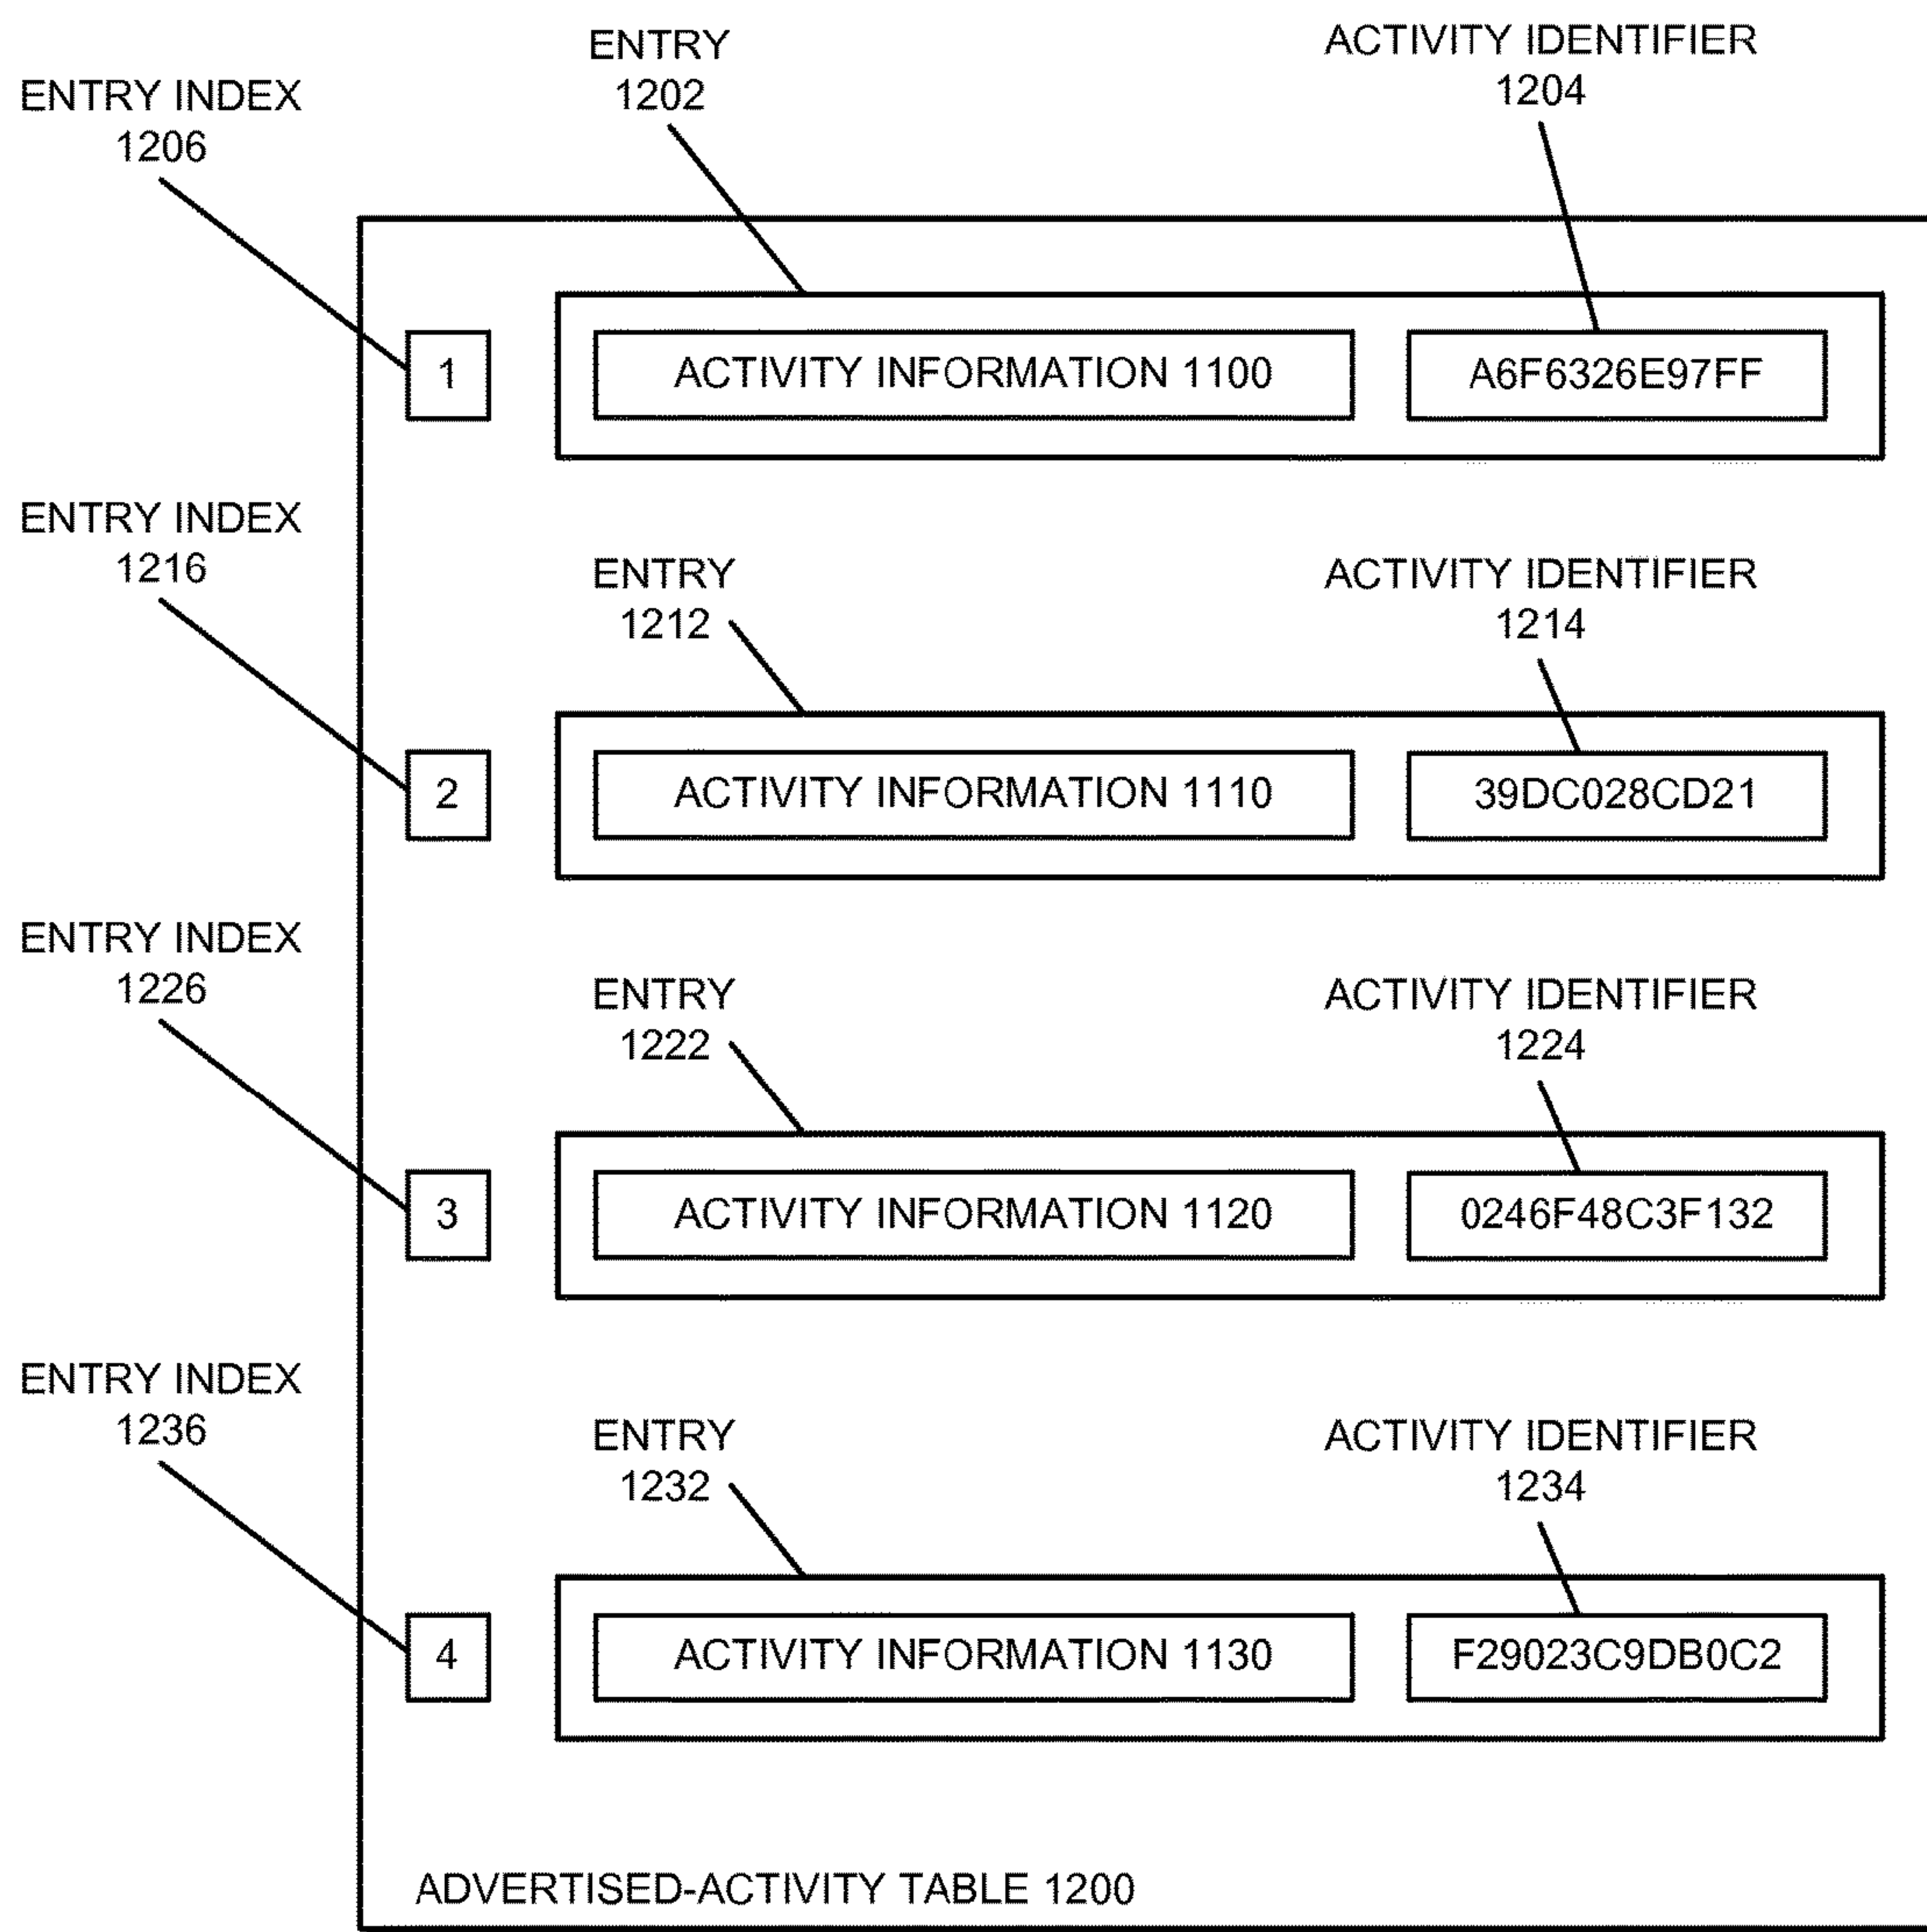 ENTRY
1202
ACTIVITY IDENTIFIER
1204
ENTRY INDEX
1206
1
ACTIVITY INFORMATION 1100
A6F6326E97FF
ENTRY INDEX
1216
ENTRY
1212
ACTIVITY IDENTIFIER
1214
2
ACTIVITY INFORMATION 1110
39DC028CD21
ENTRY INDEX
1226
ENTRY
1222
ACTIVITY IDENTIFIER
1224
3
ACTIVITY INFORMATION 1120
0246F48C3F132
ENTRY INDEX
1236
ENTRY
1232
ACTIVITY IDENTIFIER
1234
4
ACTIVITY INFORMATION 1130
F29023C9DB0C2
ADVERTISED-ACTIVITY TABLE 1200